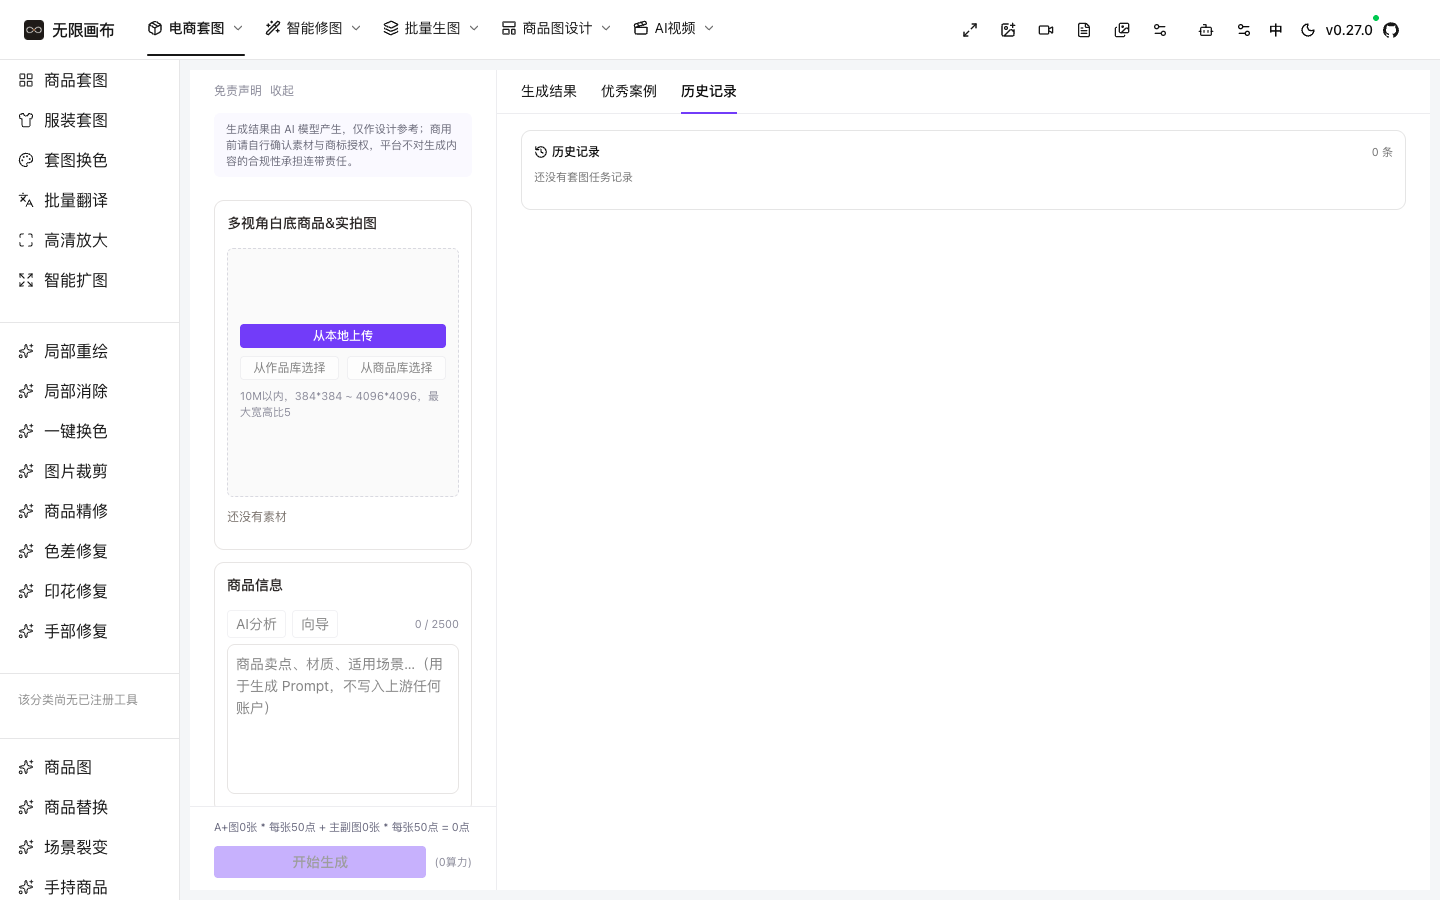 无限画布
电商套图
智能修图
批量生图
商品图设计
AI视频
中
v0.27.0
商品套图
服装套图
套图换色
批量翻译
高清放大
智能扩图
局部重绘
局部消除
一键换色
图片裁剪
商品精修
色差修复
印花修复
手部修复
该分类尚无已注册工具
商品图
商品替换
场景裂变
手持商品
免责声明 收起
生成结果由 AI 模型产生，仅作设计参考；商用
前请自行确认素材与商标授权，平台不对生成内
容的合规性承担连带责任。
多视角白底商品&实拍图
从本地上传
从作品库选择
从商品库选择
10M以内，384*384 ~ 4096*4096，最
大宽高比5
还没有素材
商品信息
AI分析
向导
0 / 2500
商品卖点、材质、适用场景...（用
于生成 Prompt，不写入上游任何
账户）
A+图0张 * 每张50点 + 主副图0张 * 每张50点 = 0点
开始生成
(0算力)
生成结果
优秀案例
历史记录
历史记录
0 条
还没有套图任务记录